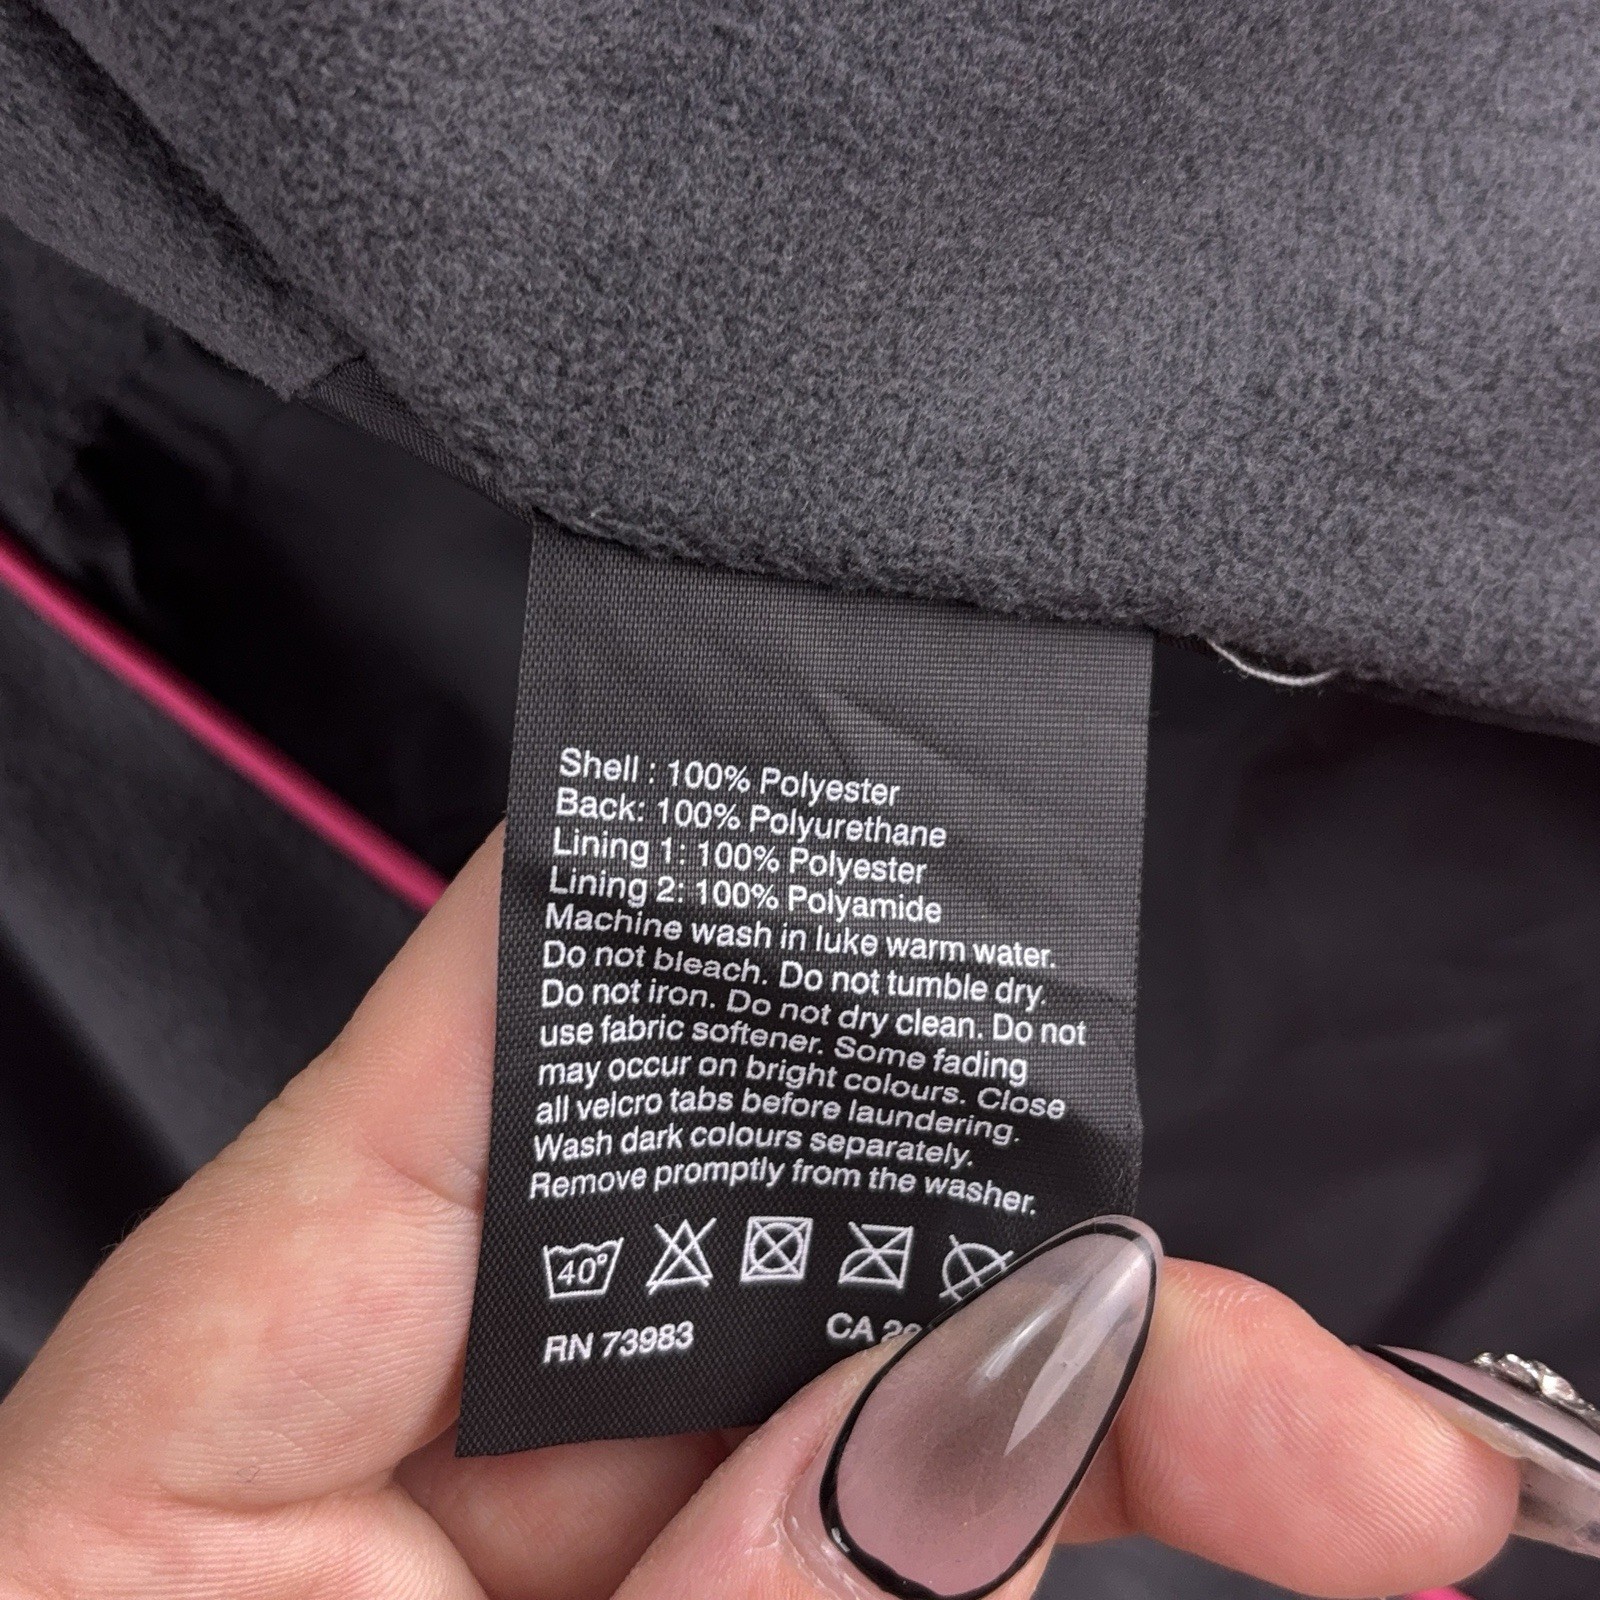 Shell : 100% Polyester
Back: 100% Polyurethane
Lining 1: 100% Polyester
Lining 2: 100% Polyamide
Machine wash in luke warm water.
Do not bleach. Do not tumble dry.
Do not iron. Do not dry clean. Do not
use fabric softener. Some fading
may occur on bright colours. Close
all velcro tabs before laundering.
Wash dark colours separately.
Remove promptly from the washer.
40°
RN 73983 CA